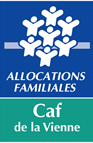 ALLOCATIONS
FAMILIALES
Caf
de la Vienne